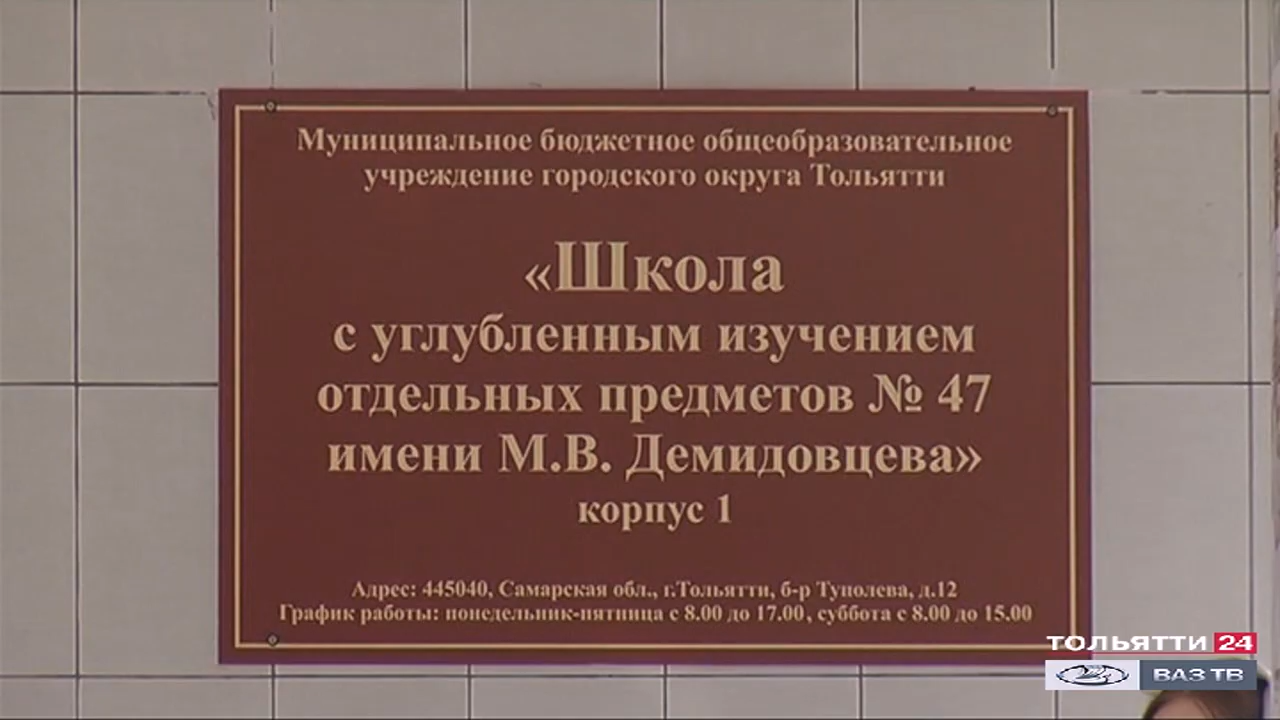 Муниципальное бюджетное общеобразовательное
учреждение городского округа Тольятти
«Школа
с углубленным изучением
отдельных предметов № 47
имени М.В. Демидовцева»
корпус 1
Адрес: 445040, Самарская обл., г.Тольятти, б-р Туполева, д.12
График работы: понедельник-пятница с 8.00 до 17.00, суббота с 8.00 до 15.00
ТОЛЬЯТТИ 24
ВАЗ ТВ